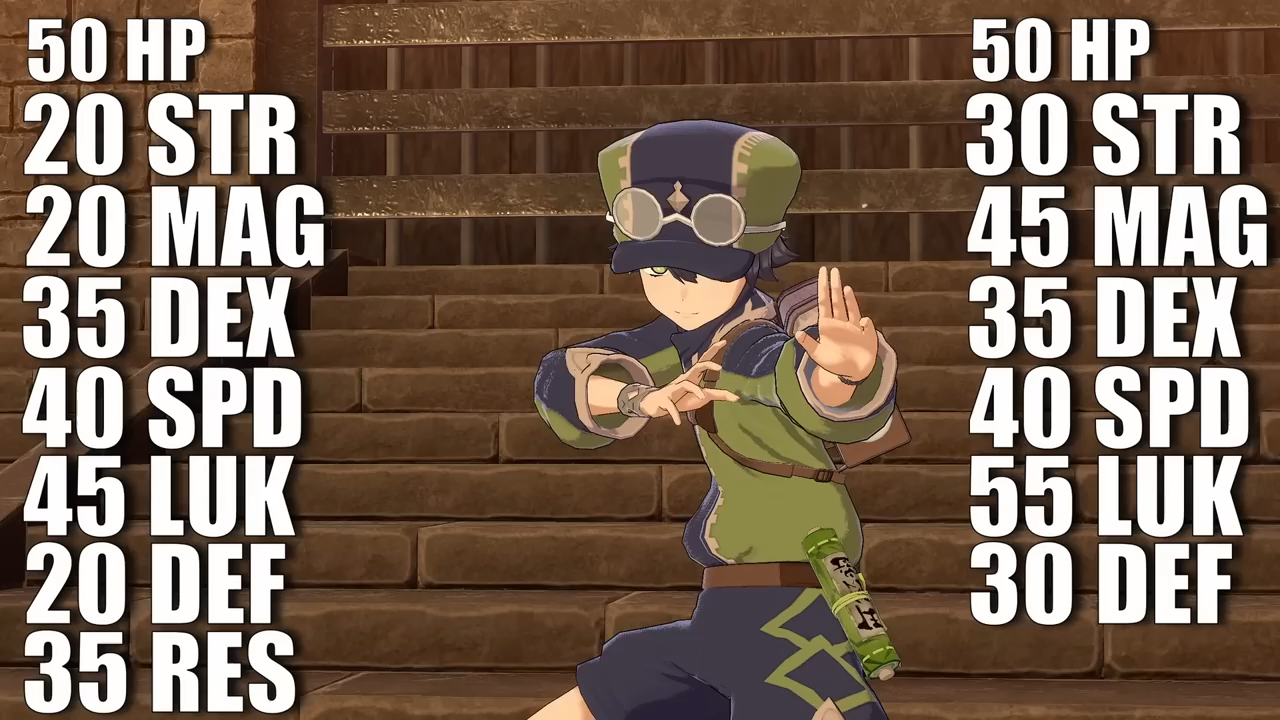 50 HP
20 STR
20 MAG
35 DEX
40 SPD
45 LUK
20 DEF
35 RES
50 HP
30 STR
45 MAG
35 DEX
40 SPD
55 LUK
30 DEF